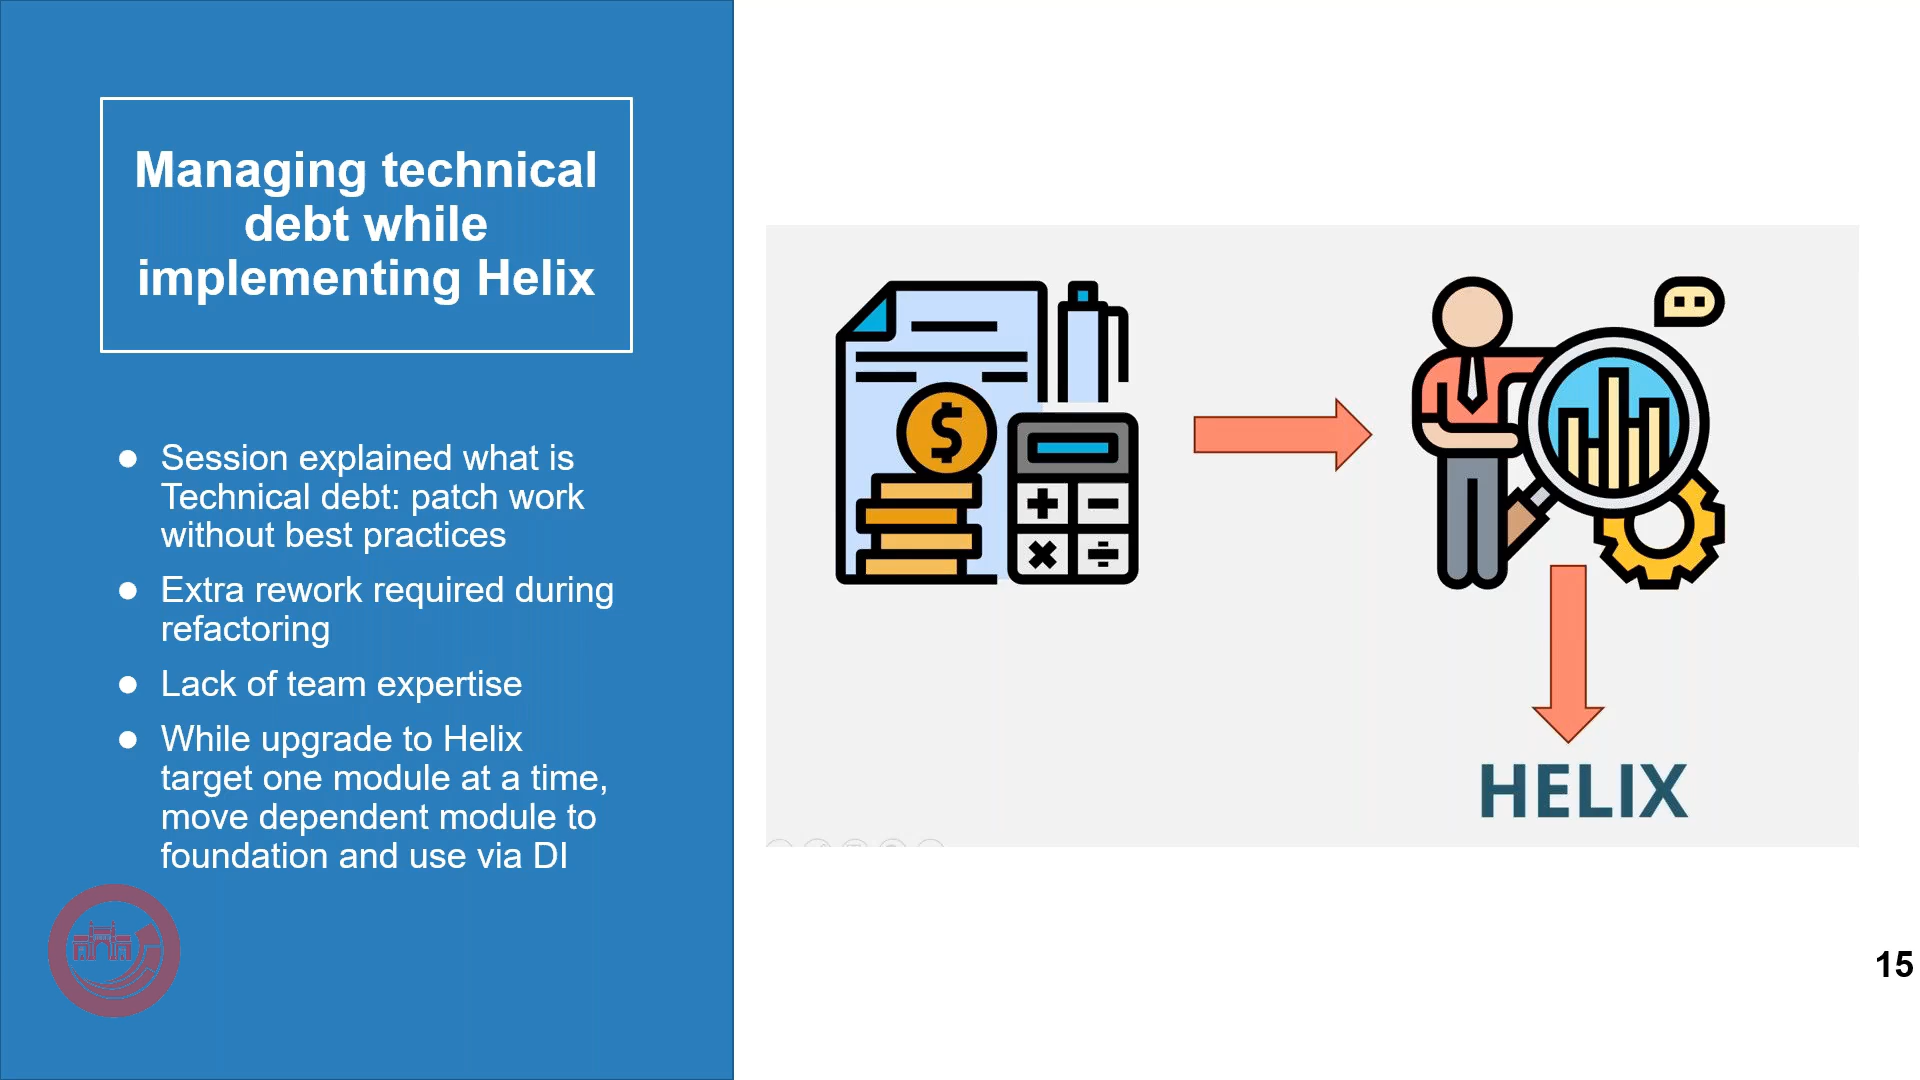 Managing technical
debt while
implementing Helix
● Session explained what is
Technical debt: patch work
without best practices
● Extra rework required during
refactoring
● Lack of team expertise
● While upgrade to Helix
target one module at a time,
move dependent module to
foundation and use via DI
$
HELIX
15